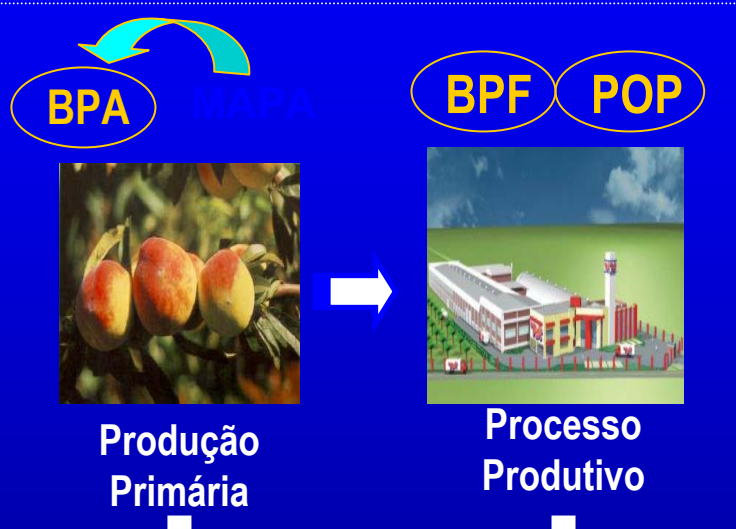 BPA
MAPA
BPF
POP
Produção
Primária
Processo
Produtivo